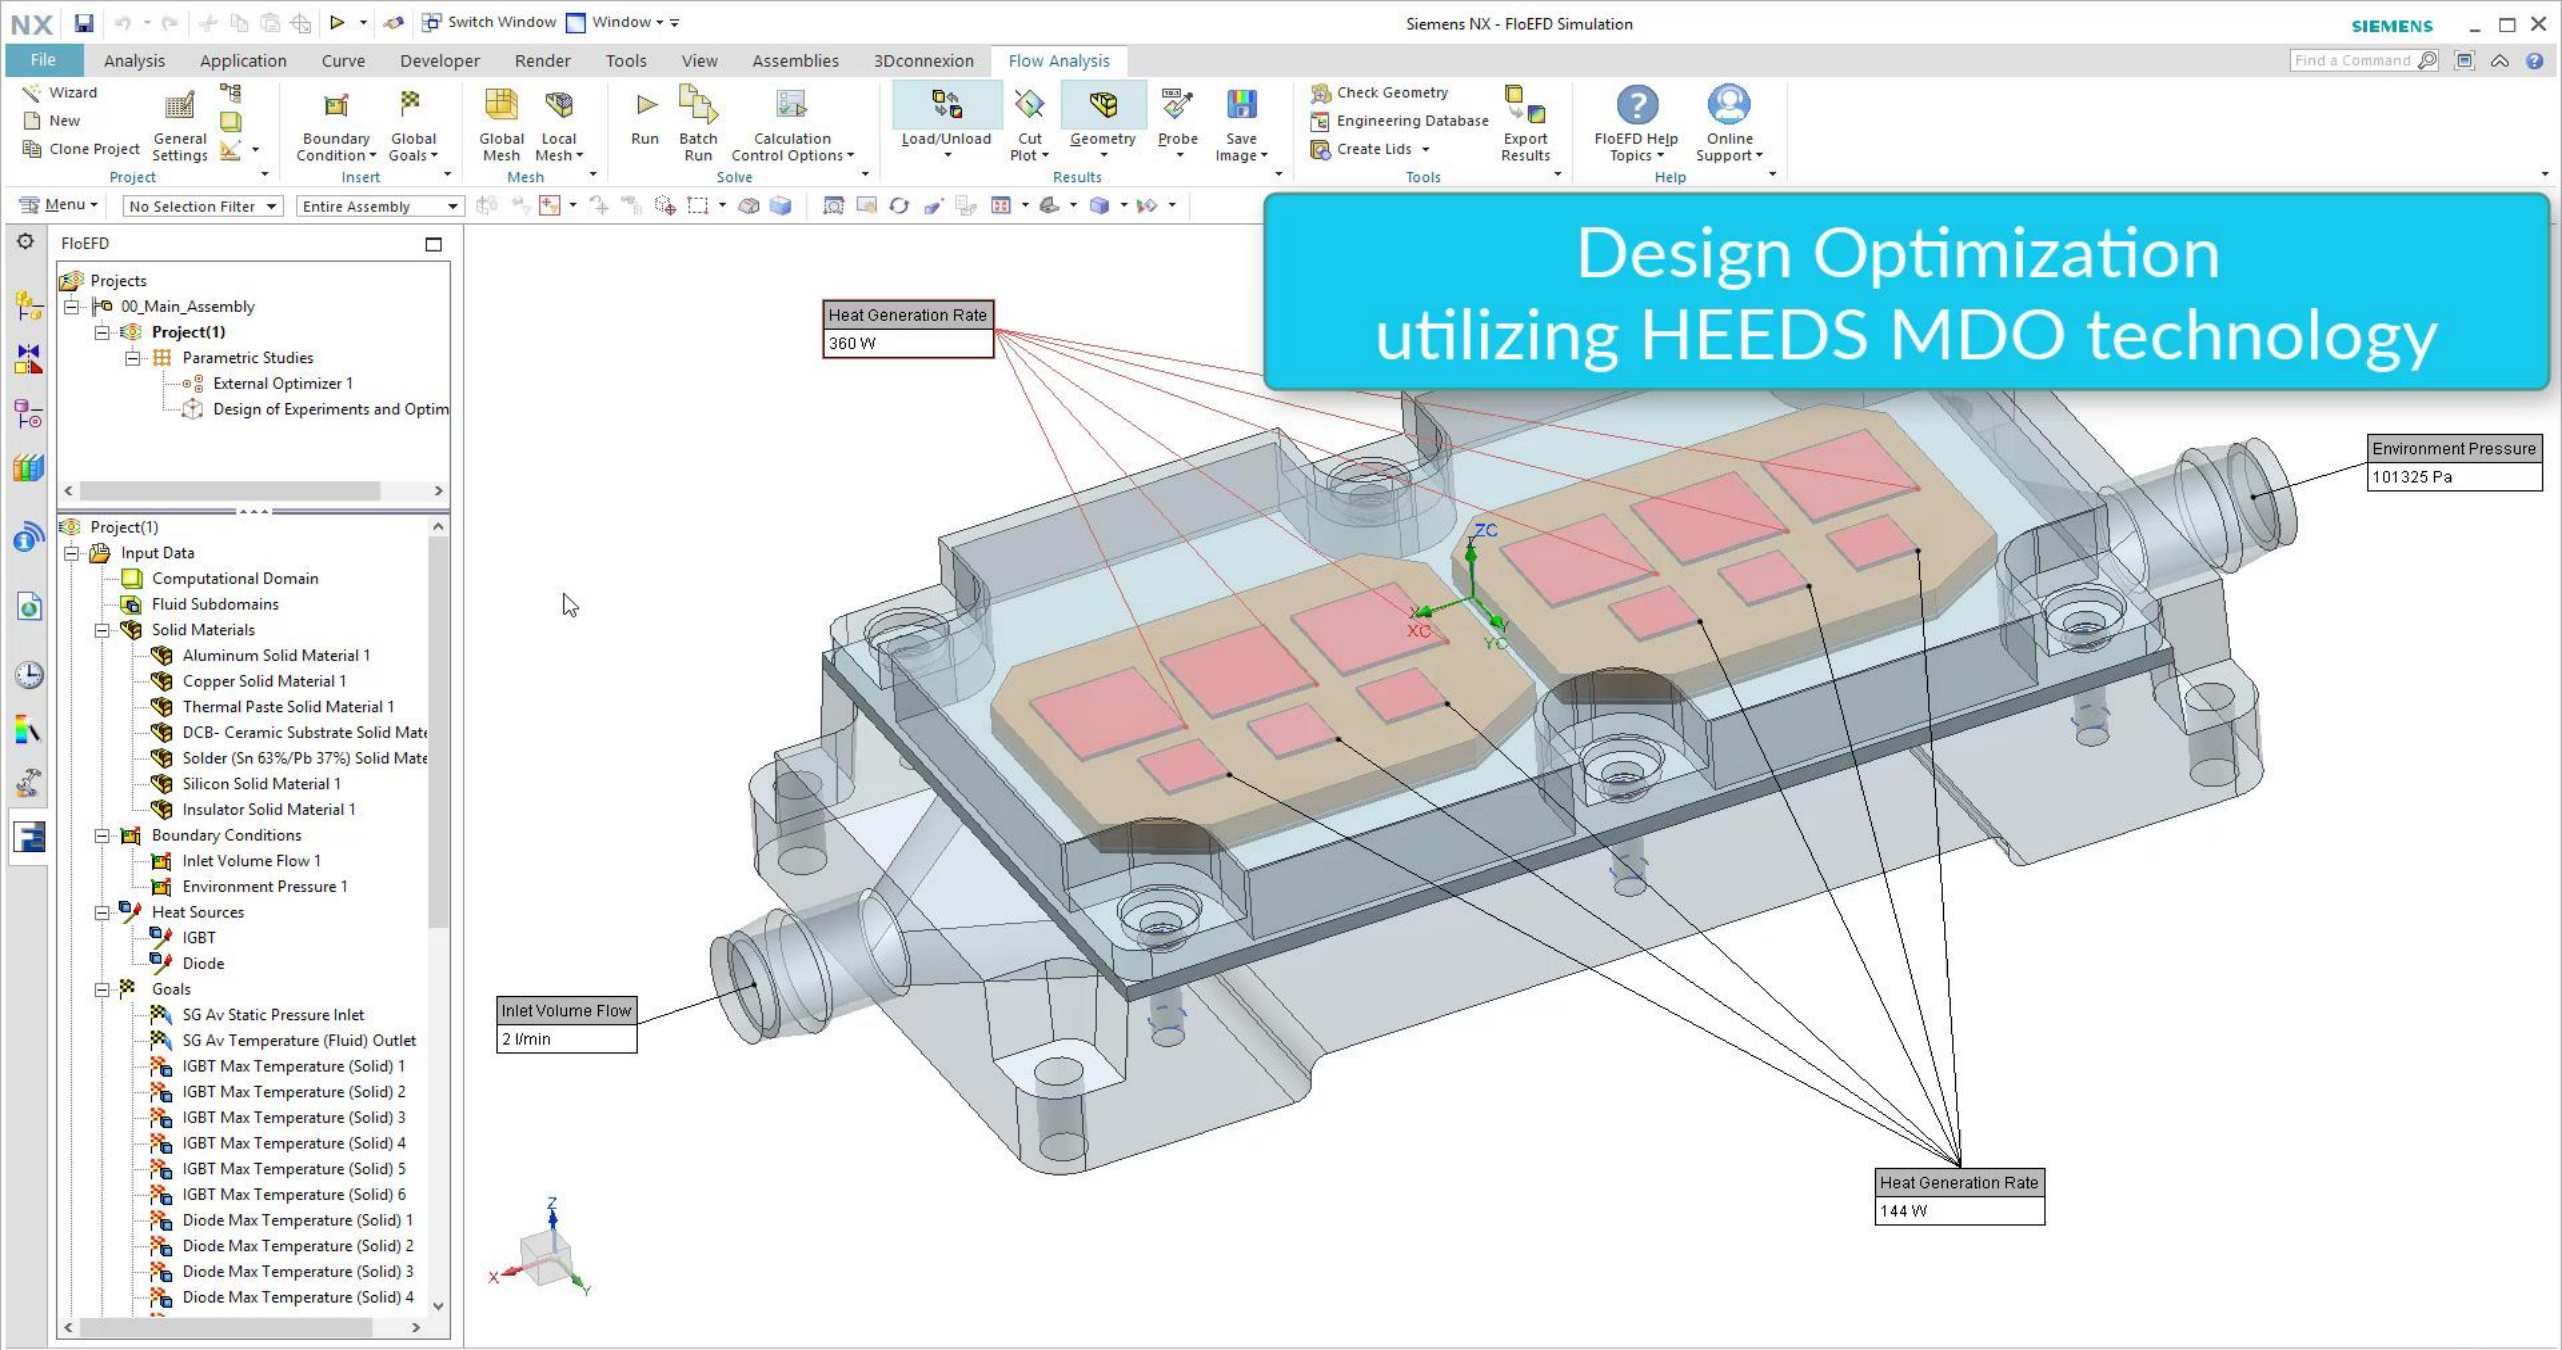 NX
Switch Window
Window
Siemens NX - FloEFD Simulation
SIEMENS
File
Analysis
Application
Curve
Developer
Render
Tools
View
Assemblies
3Dconnexion
Flow Analysis
Find a Command
Wizard
New
Clone Project
General
Settings
Project
Boundary
Condition
Global
Goals
Insert
Global
Mesh
Local
Mesh
Mesh
Run
Batch
Run
Calculation
Control Options
Solve
Load/Unload
Cut
Plot
Geometry
Probe
Save
Image
Results
Check Geometry
Engineering Database
Create Lids
Export
Results
Tools
FloEFD Help
Topics
Online
Support
Help
Menu
No Selection Filter
Entire Assembly
Design Optimization
utilizing HEEDS MDO technology
FloEFD
Projects
00_Main_Assembly
Project(1)
Parametric Studies
External Optimizer 1
Design of Experiments and Optim
Project(1)
Input Data
Computational Domain
Fluid Subdomains
Solid Materials
Aluminum Solid Material 1
Copper Solid Material 1
Thermal Paste Solid Material 1
DCB- Ceramic Substrate Solid Mate
Solder (Sn 63%/Pb 37%) Solid Mate
Silicon Solid Material 1
Insulator Solid Material 1
Boundary Conditions
Inlet Volume Flow 1
Environment Pressure 1
Heat Sources
IGBT
Diode
Goals
SG Av Static Pressure Inlet
SG Av Temperature (Fluid) Outlet
IGBT Max Temperature (Solid) 1
IGBT Max Temperature (Solid) 2
IGBT Max Temperature (Solid) 3
IGBT Max Temperature (Solid) 4
IGBT Max Temperature (Solid) 5
IGBT Max Temperature (Solid) 6
Diode Max Temperature (Solid) 1
Diode Max Temperature (Solid) 2
Diode Max Temperature (Solid) 3
Diode Max Temperature (Solid) 4
Heat Generation Rate
360 W
Environment Pressure
101325 Pa
ZC
X
XC
Y
YC
Inlet Volume Flow
2 l/min
Heat Generation Rate
144 W
Z
X
Y